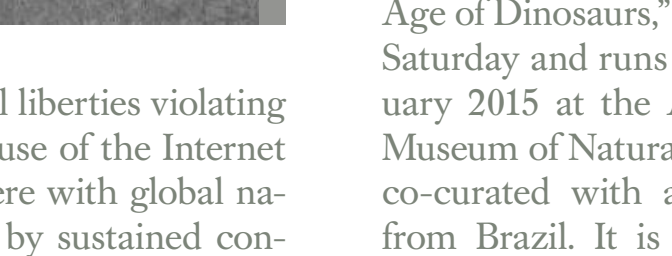 liberties violating
use of the Internet
with global na-
by sustained con-
Age of Dinosaurs,”
Saturday and runs
uary 2015 at the
Museum of Natura
co-curated with a
from Brazil. It is